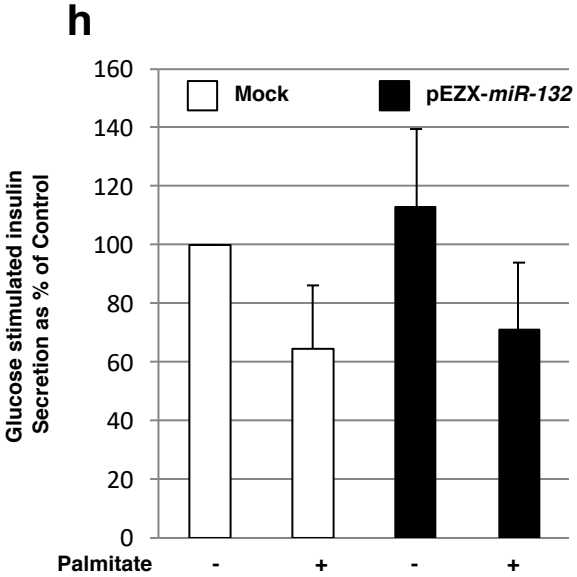 h
160
Mock pEZX-miR-132
140
120
100
80
60
40
20
0
Glucose stimulated insulin
Secretion as % of Control
Palmitate - + - +